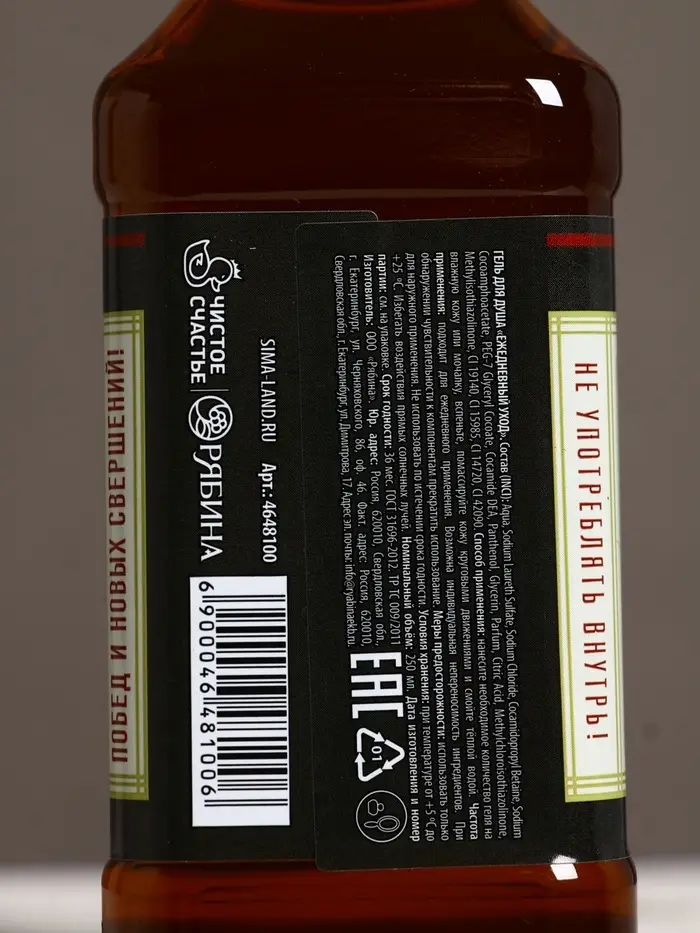 НЕ УПОТРЕБЛЯТЬ ВНУТРЬ!
ГЕЛЬ ДЛЯ ДУША «ЕЖЕДНЕВНЫЙ УХОД». Состав (INCI): Aqua, Sodium Laureth Sulfate, Sodium Chloride, Cocamidopropyl Betaine, Sodium
Cocoamphoacetate, PEG-7 Glyceryl Cocoate, Cocamide DEA, Panthenol, Glycerin, Parfum, Citric Acid, Methylchloroisothiazolinone,
Methylisothiazolinone, CI 19140, CI 15985, CI 14720, CI 42090. Способ применения: нанесите необходимое количество геля на
влажную кожу или мочалку, вспеньте, помассируйте кожу круговыми движениями и смойте тёплой водой. Частота
применения: подходит для ежедневного применения. Возможна индивидуальная непереносимость ингредиентов. При
обнаружении чувствительности к компонентам прекратить использование. Меры предосторожности: использовать только
для наружного применения. Не использовать по истечении срока годности. Условия хранения: при температуре от +5 °С до
+25 °С. Избегать воздействия прямых солнечных лучей. Номинальный объём: 250 мл. Дата изготовления и номер
партии: см. на упаковке. Срок годности: 36 мес. ГОСТ 31696-2012. ТР ТС 009/2011
Изготовитель: ООО «Рябина». Юр. адрес: Россия, 620010, Свердловская обл.,
г. Екатеринбург, ул. Черняховского, 86, оф. 46. Факт. адрес: Россия, 620010,
Свердловская обл., г. Екатеринбург, ул. Димитрова, 17. Адрес эл. почты: info@ryabinaekb.ru.
EAC
01
SIMA-LAND.RU Арт.: 4648100
ЧИСТОЕ
СЧАСТЬЕ
РЯБИНА
6 900046 481006
ПОБЕД И НОВЫХ СВЕРШЕНИЙ!